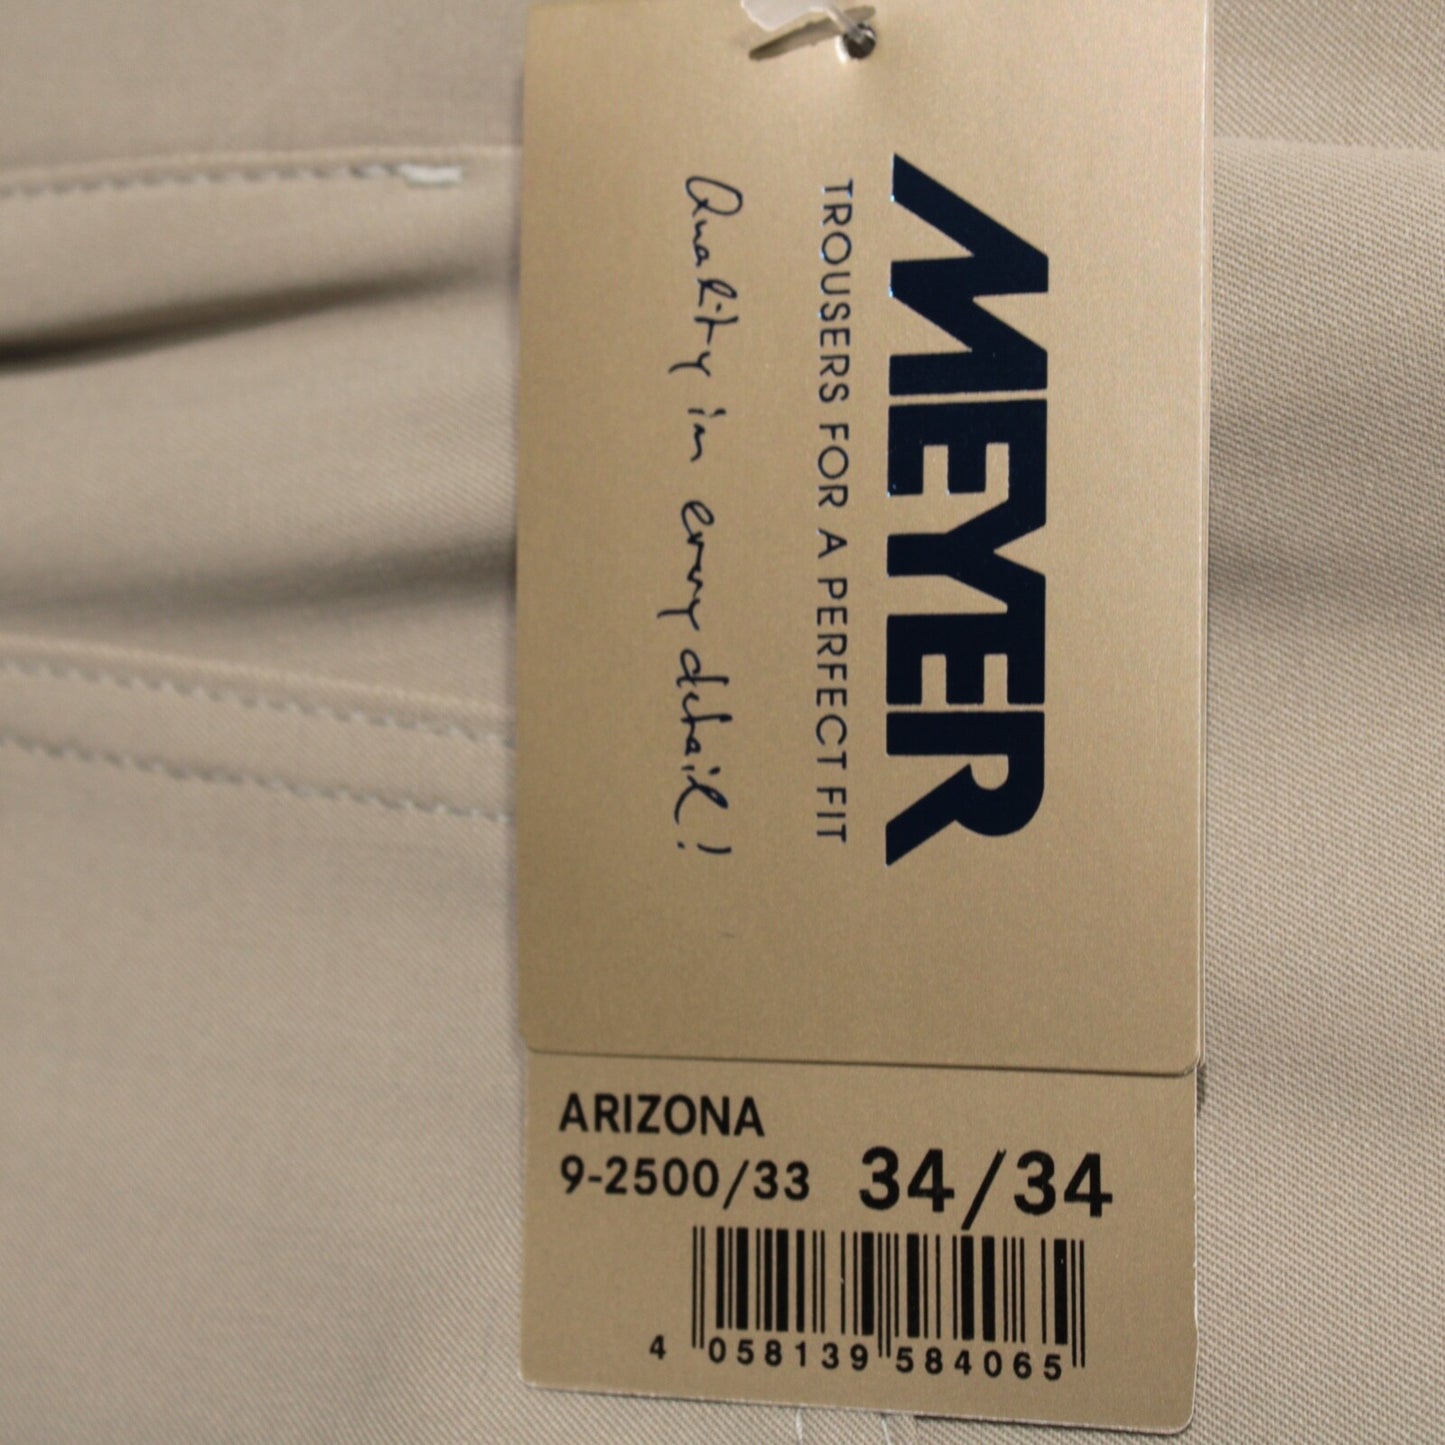 MEYER
TROUSERS FOR A PERFECT FIT
Quality in every detail!
ARIZONA
9-2500/33 34/34
4 058139 584065